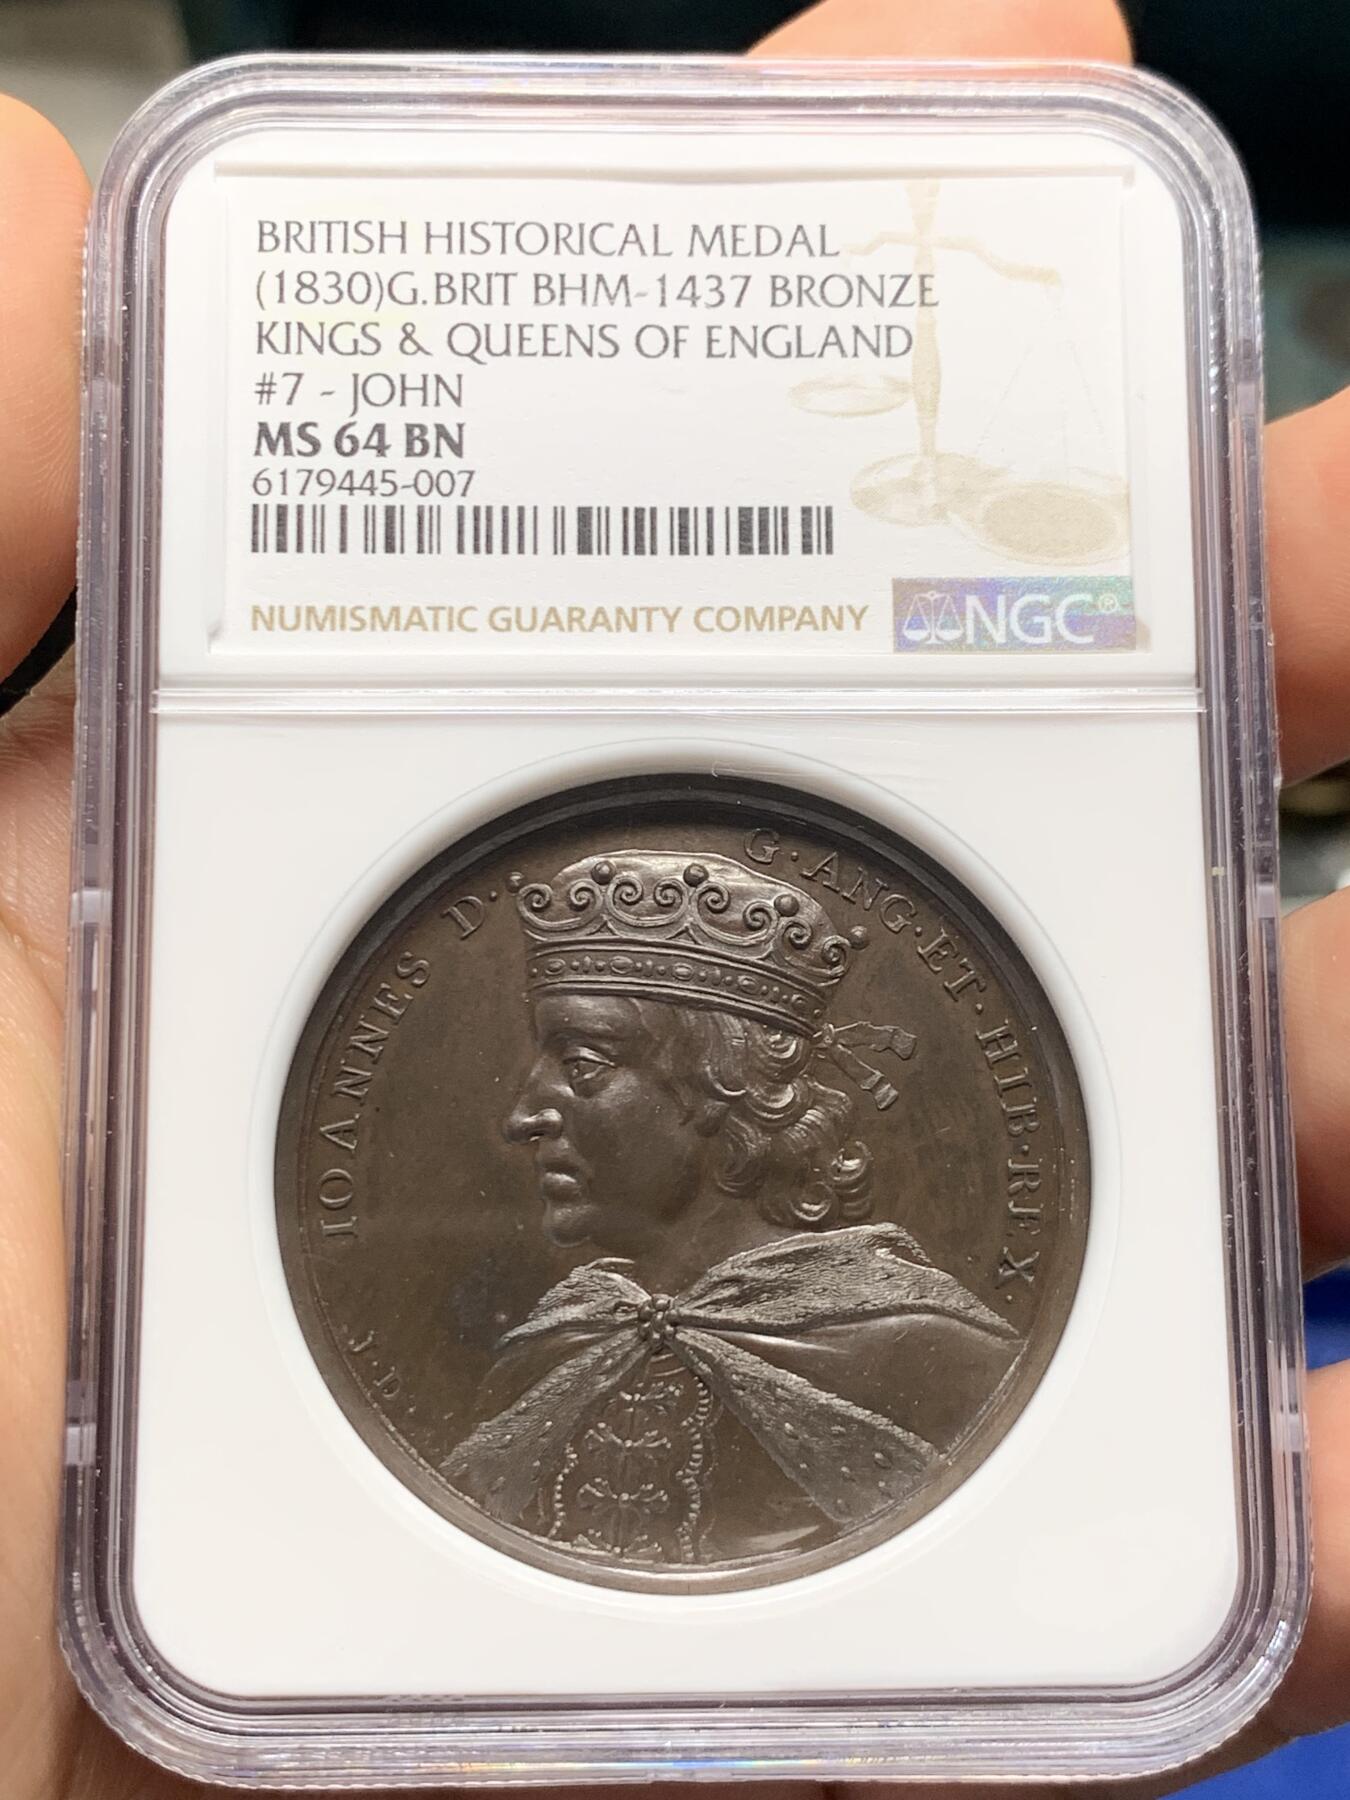 BRITISH HISTORICAL MEDAL
(1830)G.BRIT BHM-1437 BRONZE
KINGS & QUEENS OF ENGLAND
#7 - JOHN
MS 64 BN
6179445-007
NUMISMATIC GUARANTY COMPANY
NGC®
IOANNES D· G·ANG·ET·HIB·REX·
J·D